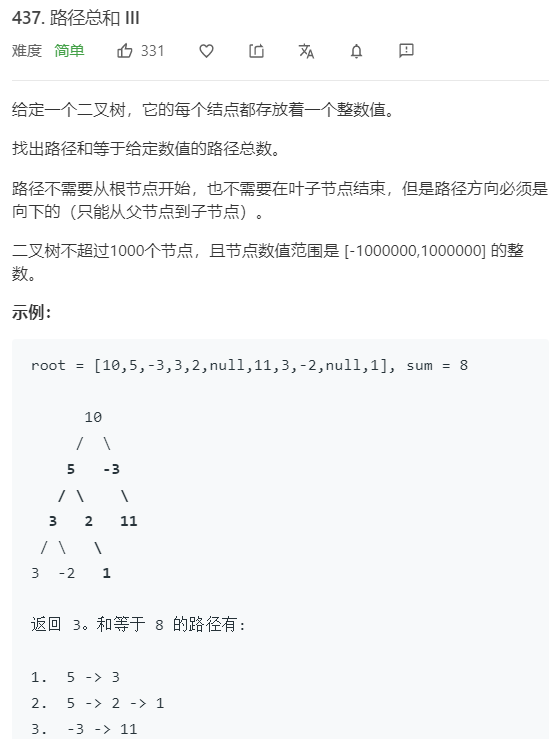 437. 路径总和 III
难度 简单 331
给定一个二叉树，它的每个结点都存放着一个整数值。
找出路径和等于给定数值的路径总数。
路径不需要从根节点开始，也不需要在叶子节点结束，但是路径方向必须是
向下的（只能从父节点到子节点）。
二叉树不超过1000个节点，且节点数值范围是 [-1000000,1000000] 的整
数。
示例：
root = [10,5,-3,3,2,null,11,3,-2,null,1], sum = 8
10
/ \
5 -3
/ \ \
3 2 11
/ \ \
3 -2 1
返回 3。和等于 8 的路径有:
1. 5 -> 3
2. 5 -> 2 -> 1
3. -3 -> 11